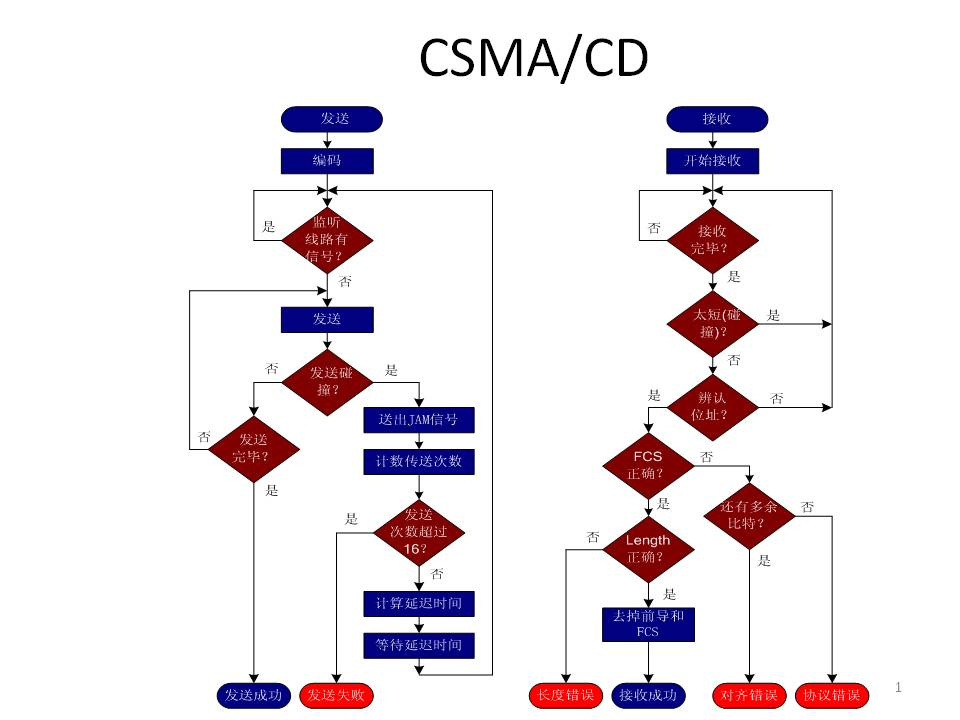 CSMA/CD
发送
编码
是
监听
线路有
信号？
否
发送
否
发送碰
撞？
是
送出JAM信号
计数传送次数
否
发送
完毕？
是
是
发送
次数超过
16？
否
计算延迟时间
等待延迟时间
发送成功
发送失败
接收
开始接收
否
接收
完毕？
是
太短(碰
撞)？
是
否
是
辨认
位址？
否
FCS
正确？
否
是
还有多余
比特？
否
是
否
Length
正确？
是
去掉前导和
FCS
长度错误
接收成功
对齐错误
协议错误
1